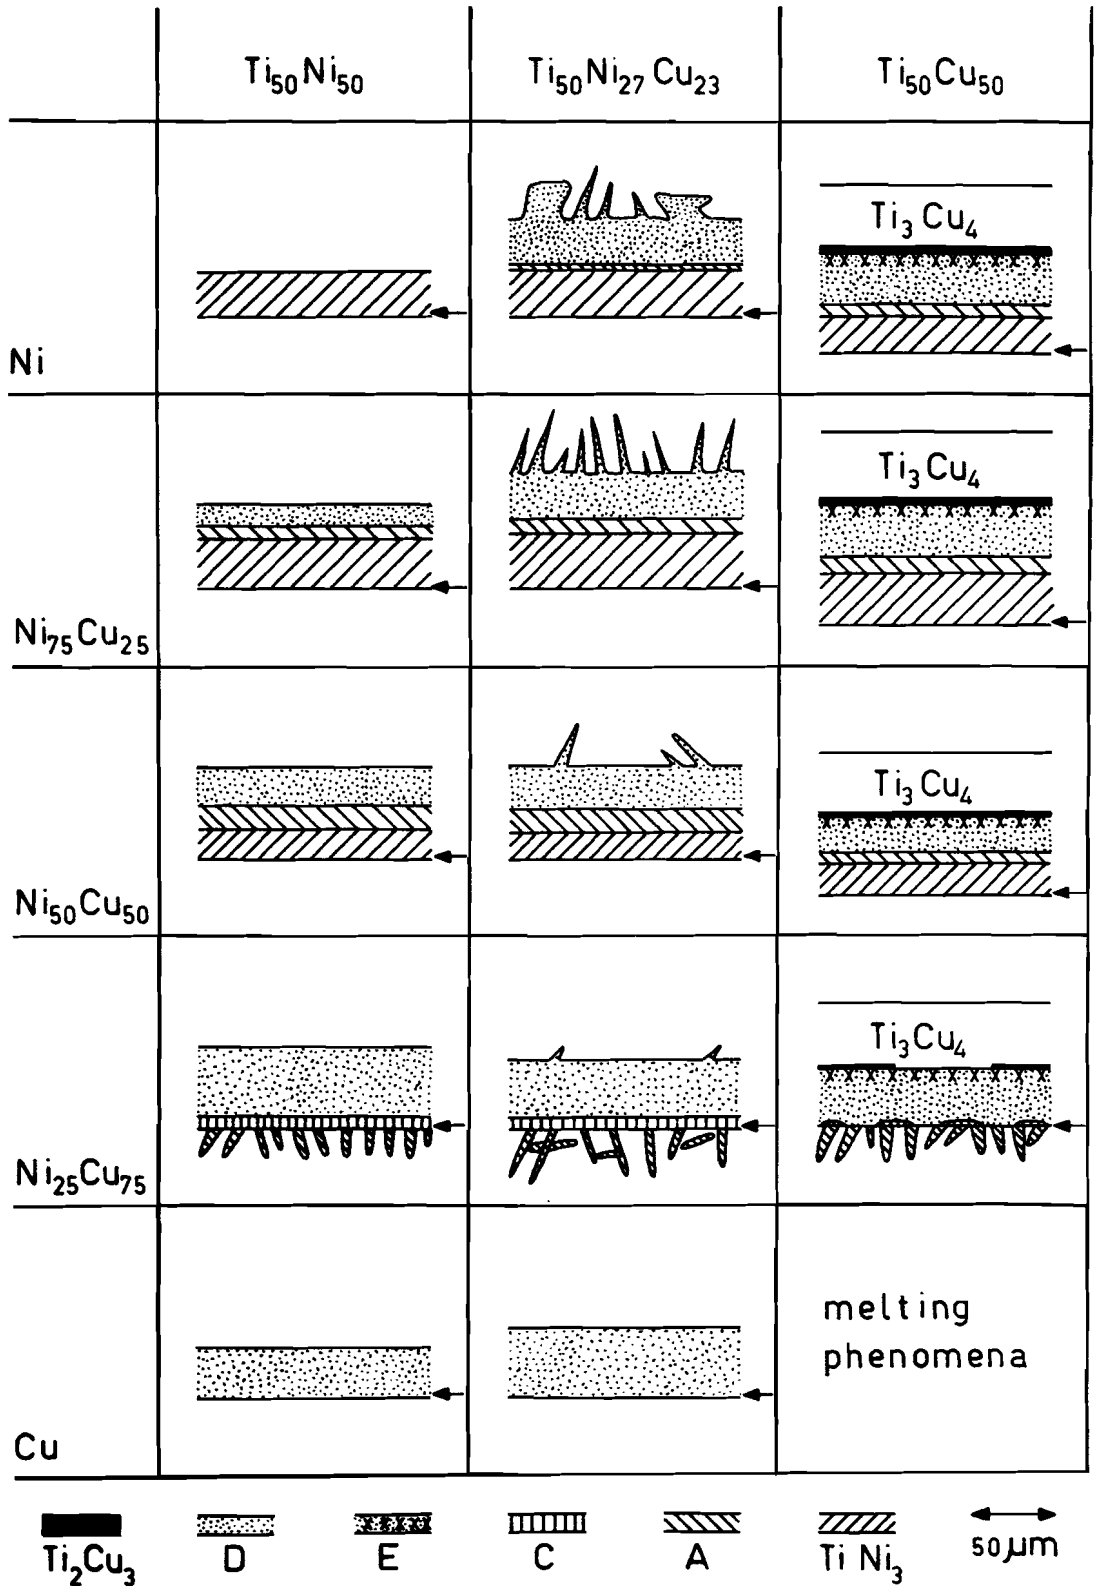 Ti₅₀Ni₅₀ Ti₅₀Ni₂₇Cu₂₃ Ti₅₀Cu₅₀
Ni Ti₃Cu₄
Ni₇₅Cu₂₅ Ti₃Cu₄
Ni₅₀Cu₅₀ Ti₃Cu₄
Ni₂₅Cu₇₅ Ti₃Cu₄
Cu
melting
phenomena
Ti₂Cu₃ D E C A Ti Ni₃ 50µm